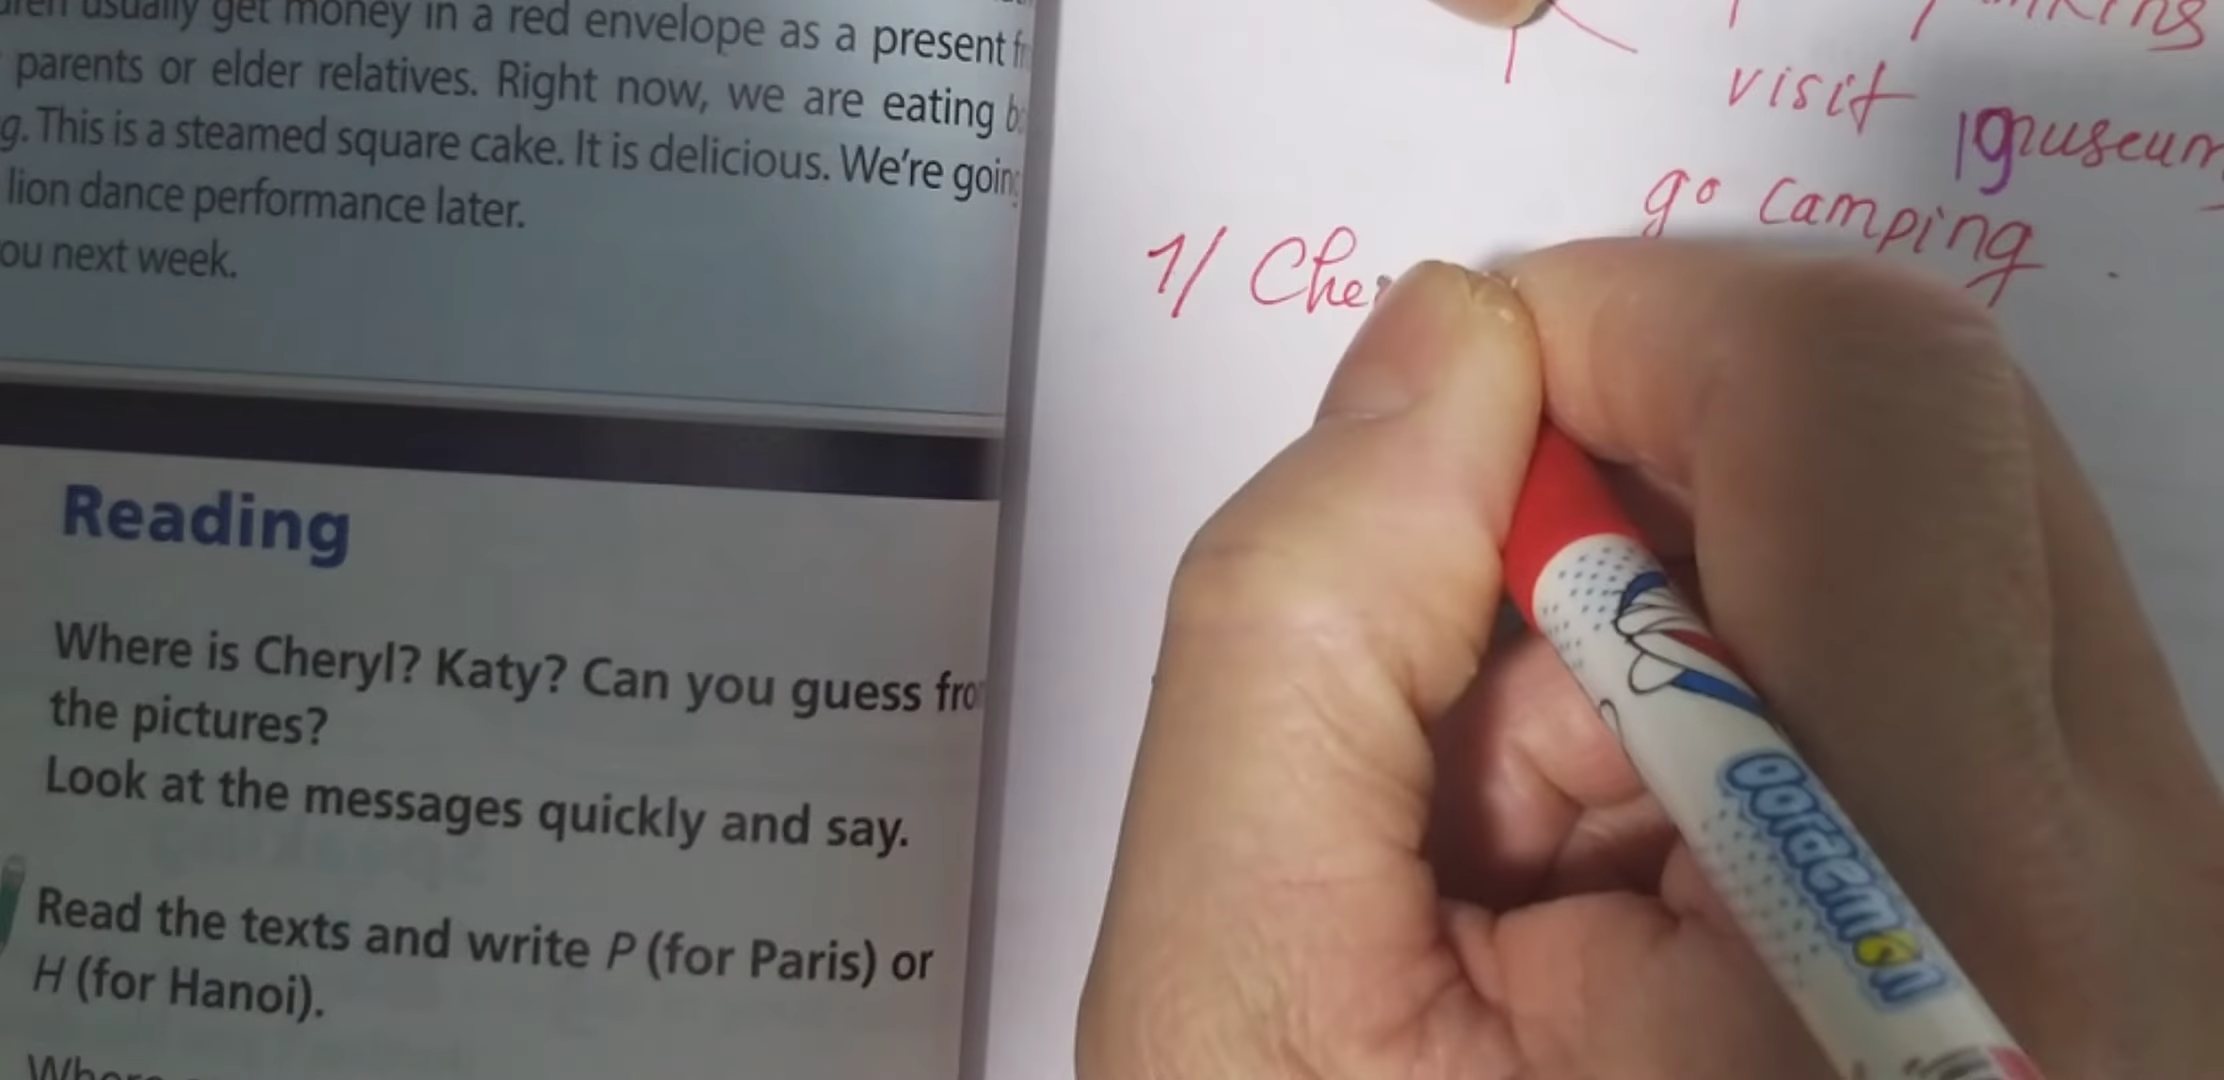 usually get money in a red envelope as a present
parents or elder relatives. Right now, we are eating
g. This is a steamed square cake. It is delicious. We're going
lion dance performance later.
ou next week.
Reading
Where is Cheryl? Katy? Can you guess fro
the pictures?
Look at the messages quickly and say.
Read the texts and write P (for Paris) or
H (for Hanoi).
visit museum
go camping.
1/ Che
Doraemon